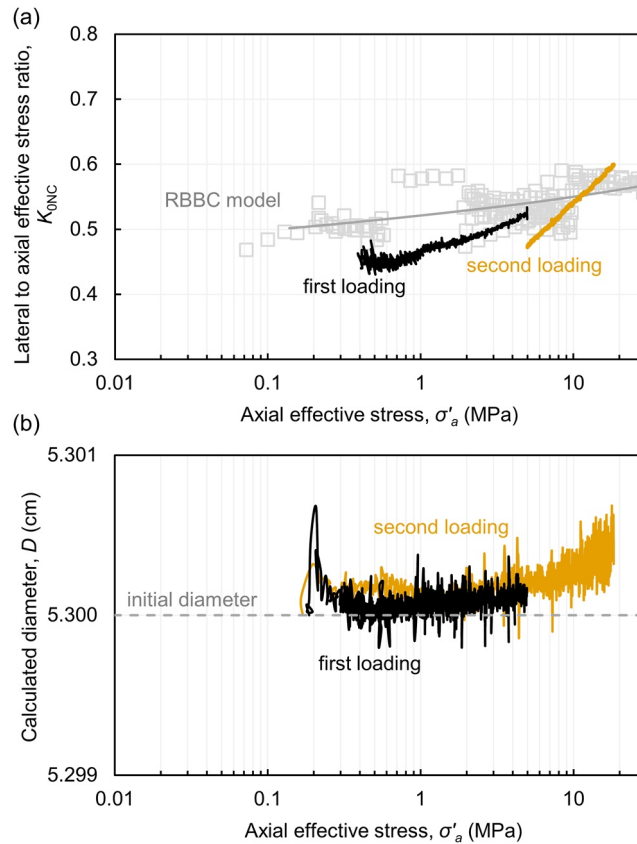 (a)
Lateral to axial effective stress ratio,
K0NC
0.8
0.7
0.6
0.5
0.4
0.3
RBBC model
first loading
second loading
0.01
0.1
1
10
Axial effective stress, σ'a (MPa)
(b)
Calculated diameter, D (cm)
5.301
5.300
5.299
second loading
initial diameter
first loading
0.01
0.1
1
10
Axial effective stress, σ'a (MPa)